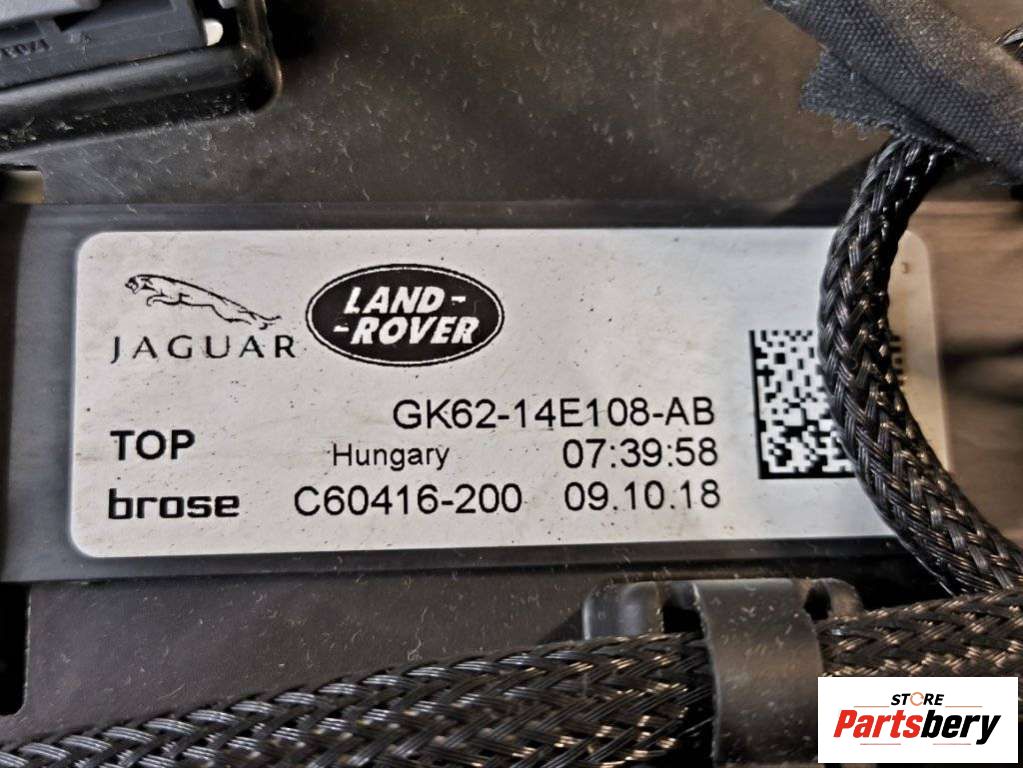 JAGUAR
LAND-
-ROVER
GK62-14E108-AB
TOP
Hungary 07:39:58
brose C60416-200 09.10.18
STORE
Partsbery